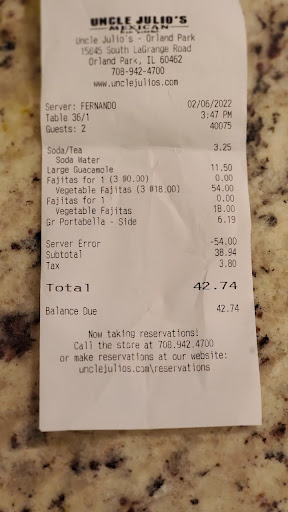 UNCLE JULIO'S
MEXICAN
Uncle Julio's - Orland Park
15845 South LaGrange Road
Orland Park, IL 60462
708-942-4700
www.unclejulios.com
Server: FERNANDO 02/06/2022
Table 36/1 3:47 PM
Guests: 2 40075
Soda/Tea 3.25
Soda Water
Large Guacamole 11.50
Fajitas for 1 (3 @0.00) 0.00
Vegetable Fajitas (3 @18.00) 54.00
Fajitas for 1 0.00
Vegetable Fajitas 18.00
Gr Portabella - Side 6.19
Server Error -54.00
Subtotal 38.94
Tax 3.80
Total 42.74
Balance Due 42.74
Now taking reservations!
Call the store at 708.942.4700
or make reservations at our website:
unclejulios.com\reservations